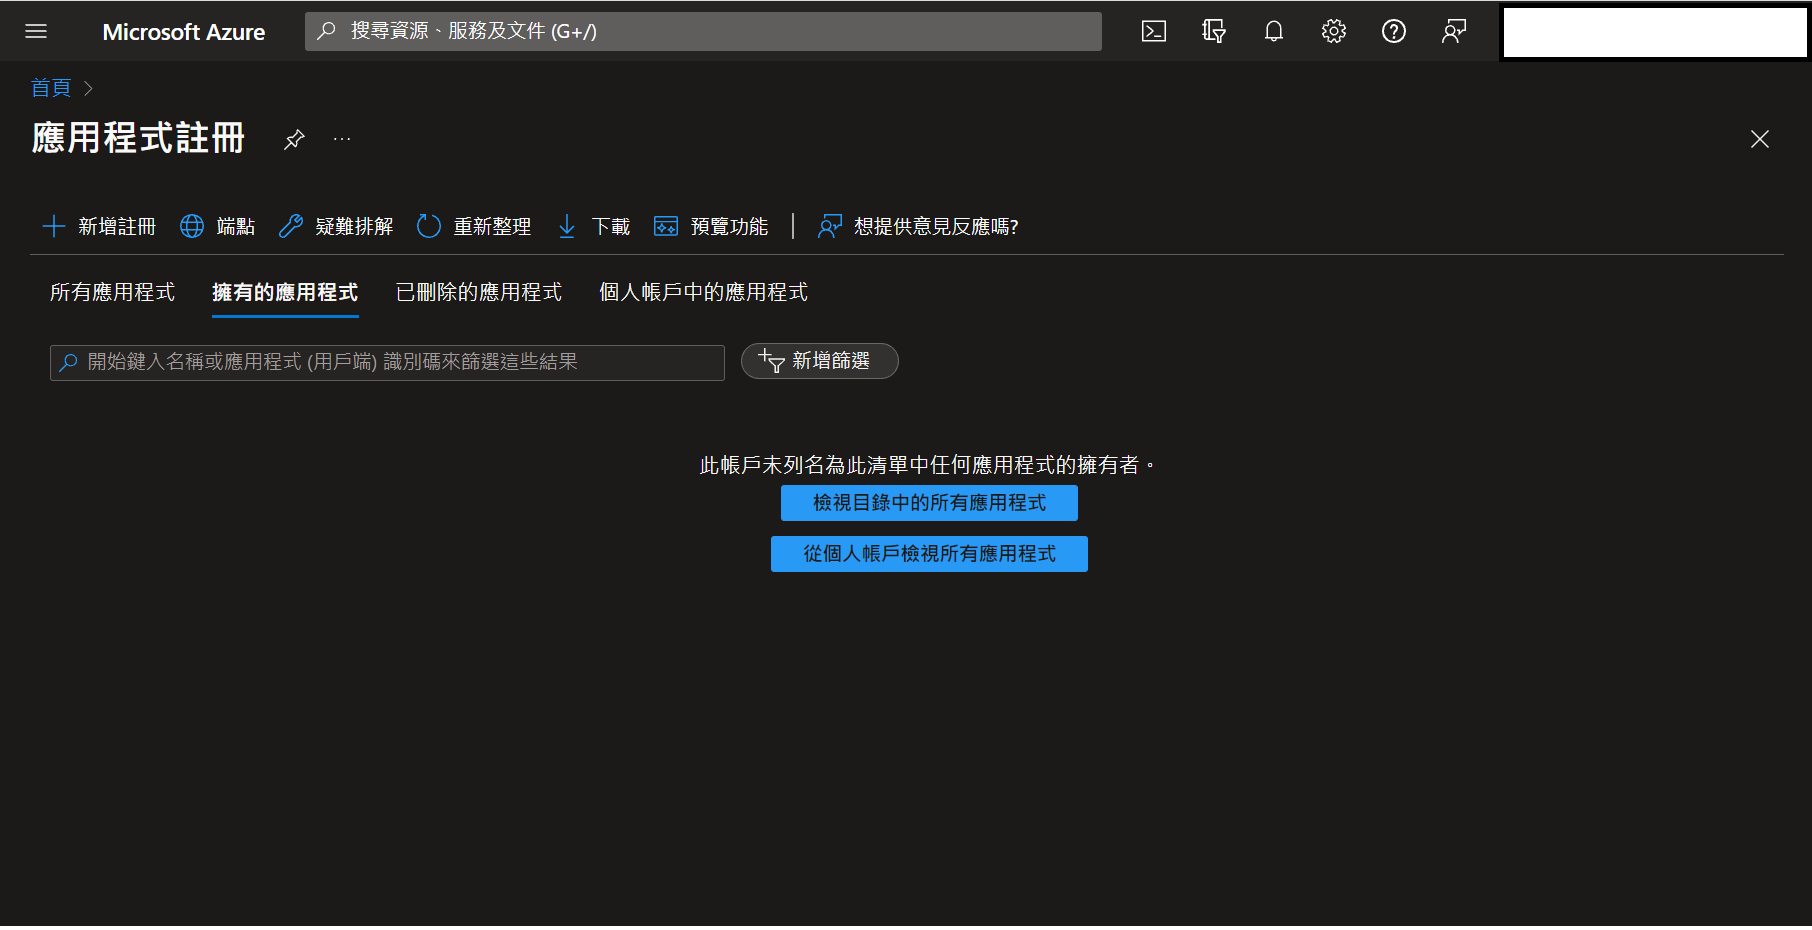 Microsoft Azure
搜尋資源、服務及文件 (G+/)
首頁
應用程式註冊
新增註冊 端點 疑難排解 重新整理 下載 預覽功能 想提供意見反應嗎?
所有應用程式 擁有的應用程式 已刪除的應用程式 個人帳戶中的應用程式
開始鍵入名稱或應用程式 (用戶端) 識別碼來篩選這些結果 新增篩選
此帳戶未列名為此清單中任何應用程式的擁有者。
檢視目錄中的所有應用程式
從個人帳戶檢視所有應用程式